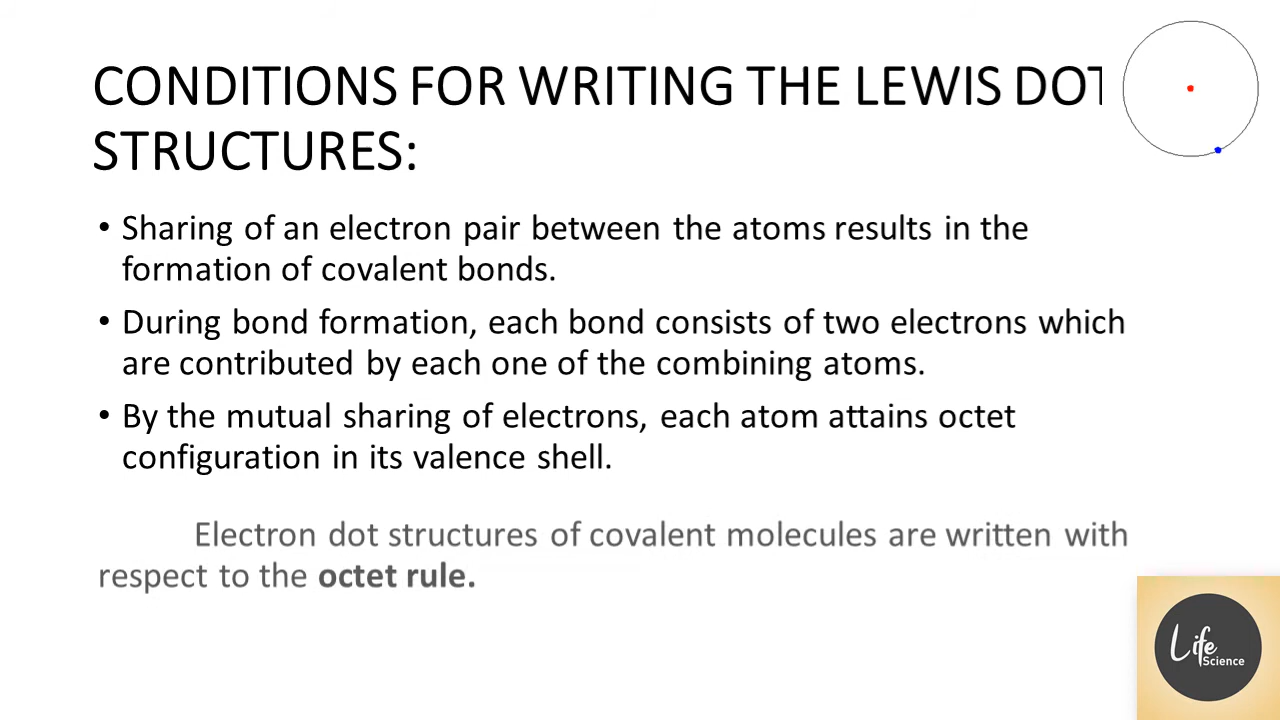 CONDITIONS FOR WRITING THE LEWIS DOT
STRUCTURES:
• Sharing of an electron pair between the atoms results in the
formation of covalent bonds.
• During bond formation, each bond consists of two electrons which
are contributed by each one of the combining atoms.
• By the mutual sharing of electrons, each atom attains octet
configuration in its valence shell.
Electron dot structures of covalent molecules are written with
respect to the octet rule.
Life
Science